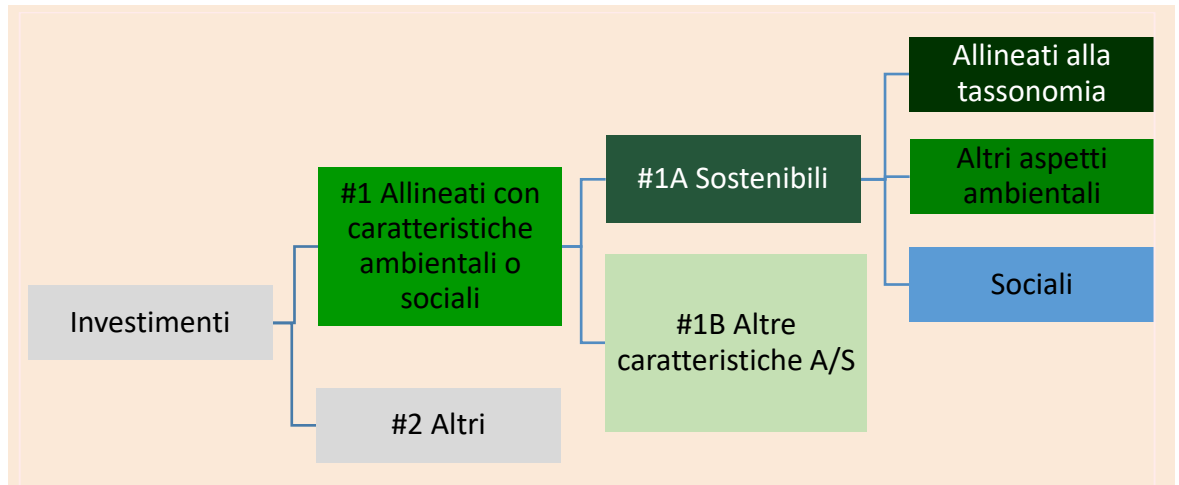 Investimenti
#1 Allineati con
caratteristiche
ambientali o
sociali
#2 Altri
#1A Sostenibili
#1B Altre
caratteristiche A/S
Allineati alla
tassonomia
Altri aspetti
ambientali
Sociali